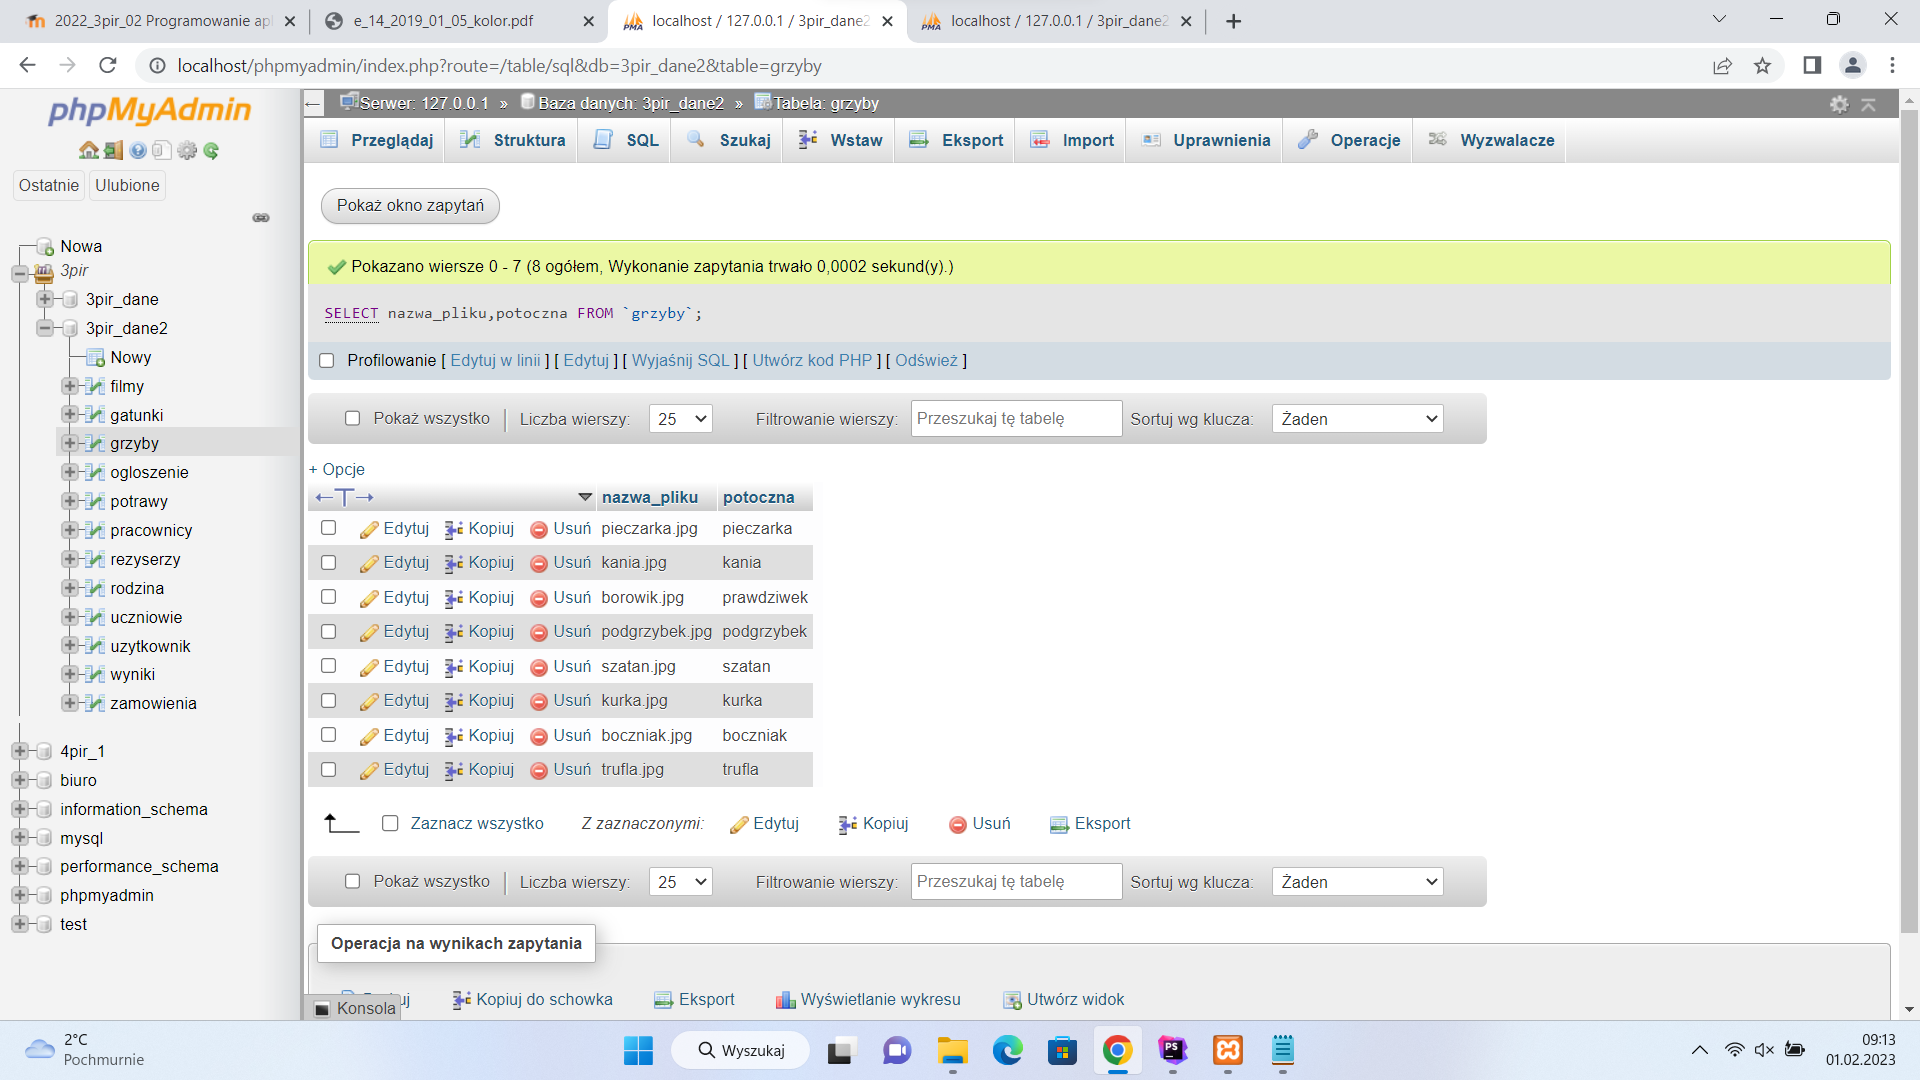 2022_3pir_02 Programowanie apl
e_14_2019_01_05_kolor.pdf
localhost / 127.0.0.1 / 3pir_dane2
localhost / 127.0.0.1 / 3pir_dane2
localhost/phpmyadmin/index.php?route=/table/sql&db=3pir_dane2&table=grzyby
phpMyAdmin
Ostatnie Ulubione
Nowa
3pir
3pir_dane
3pir_dane2
Nowy
filmy
gatunki
grzyby
ogloszenie
potrawy
pracownicy
rezyserzy
rodzina
uczniowie
uzytkownik
wyniki
zamowienia
4pir_1
biuro
information_schema
mysql
performance_schema
phpmyadmin
test
Serwer: 127.0.0.1 » Baza danych: 3pir_dane2 » Tabela: grzyby
Przeglądaj Struktura SQL Szukaj Wstaw Eksport Import Uprawnienia Operacje Wyzwalacze
Pokaż okno zapytań
Pokazano wiersze 0 - 7 (8 ogółem, Wykonanie zapytania trwało 0,0002 sekund(y).)
SELECT nazwa_pliku,potoczna FROM `grzyby`;
Profilowanie [ Edytuj w linii ] [ Edytuj ] [ Wyjaśnij SQL ] [ Utwórz kod PHP ] [ Odśwież ]
Pokaż wszystko Liczba wierszy: 25 Filtrowanie wierszy: Przeszukaj tę tabelę Sortuj wg klucza: Żaden
+ Opcje
←T→ nazwa_pliku potoczna
Edytuj Kopiuj Usuń pieczarka.jpg pieczarka
Edytuj Kopiuj Usuń kania.jpg kania
Edytuj Kopiuj Usuń borowik.jpg prawdziwek
Edytuj Kopiuj Usuń podgrzybek.jpg podgrzybek
Edytuj Kopiuj Usuń szatan.jpg szatan
Edytuj Kopiuj Usuń kurka.jpg kurka
Edytuj Kopiuj Usuń boczniak.jpg boczniak
Edytuj Kopiuj Usuń trufla.jpg trufla
Zaznacz wszystko Z zaznaczonymi: Edytuj Kopiuj Usuń Eksport
Pokaż wszystko Liczba wierszy: 25 Filtrowanie wierszy: Przeszukaj tę tabelę Sortuj wg klucza: Żaden
Operacja na wynikach zapytania
Kopiuj do schowka Eksport Wyświetlanie wykresu Utwórz widok
Konsola
2°C
Pochmurnie
Wyszukaj
09:13
01.02.2023